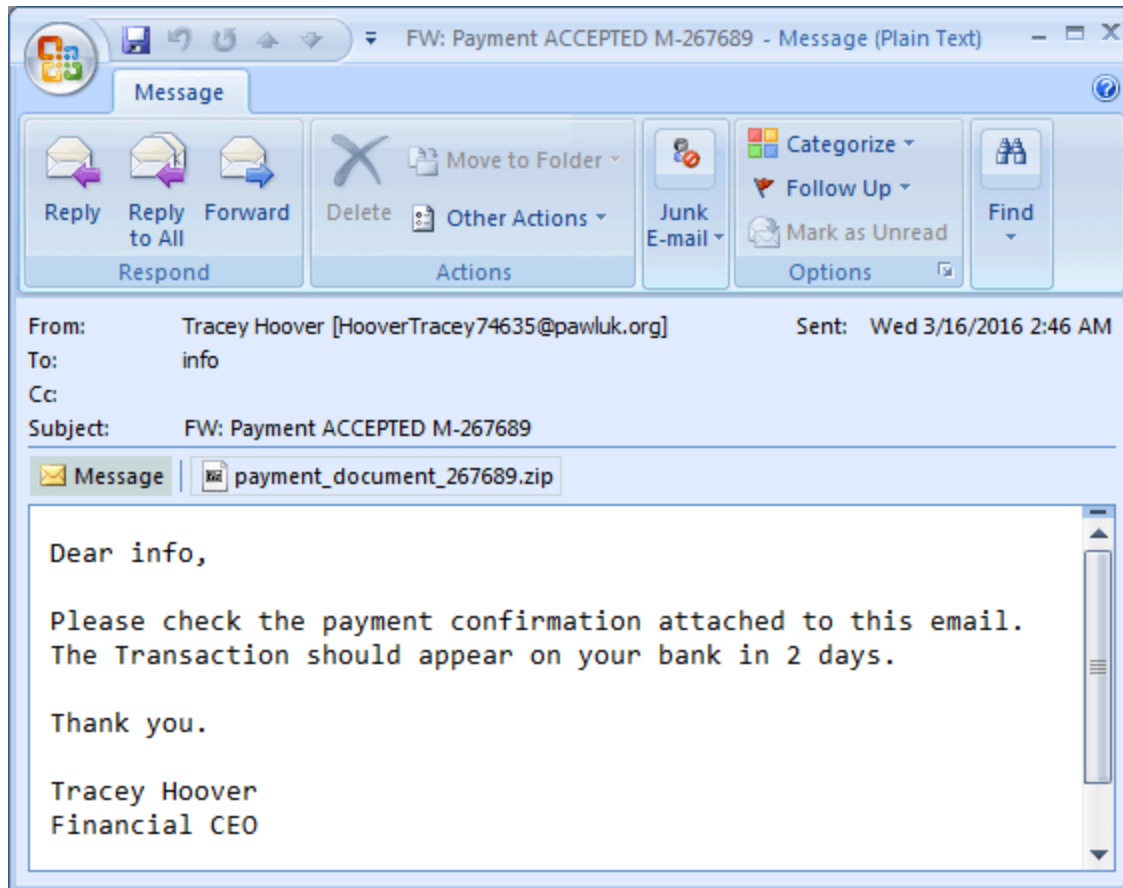 FW: Payment ACCEPTED M-267689 - Message (Plain Text)
Message
Reply
Reply to All
Forward
Delete
Move to Folder
Other Actions
Junk E-mail
Categorize
Follow Up
Mark as Unread
Find
Respond
Actions
Options
From: Tracey Hoover [HooverTracey74635@pawluk.org] Sent: Wed 3/16/2016 2:46 AM
To: info
Cc:
Subject: FW: Payment ACCEPTED M-267689
Message payment_document_267689.zip
Dear info,
Please check the payment confirmation attached to this email.
The Transaction should appear on your bank in 2 days.
Thank you.
Tracey Hoover
Financial CEO